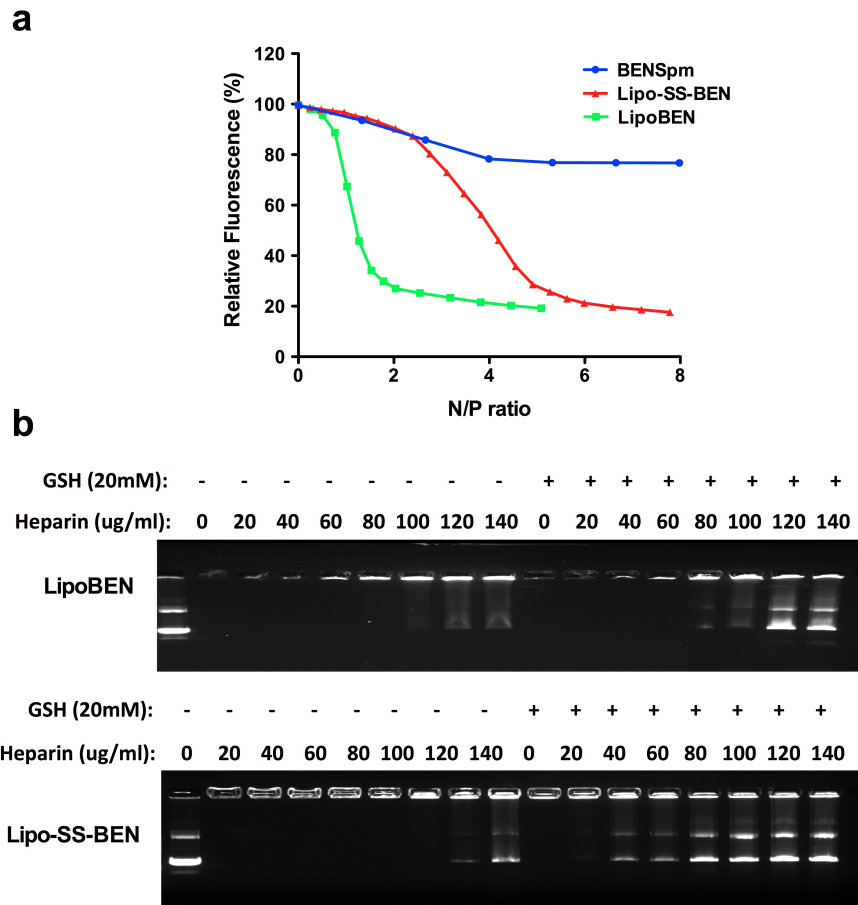 a
120
100
80
60
40
20
0
Relative Fluorescence (%)
0 2 4 6 8
N/P ratio
BENSpm
Lipo-SS-BEN
LipoBEN
b
GSH (20mM): - - - - - - - - + + + + + + + +
Heparin (ug/ml): 0 20 40 60 80 100 120 140 0 20 40 60 80 100 120 140
LipoBEN
GSH (20mM): - - - - - - - - + + + + + + + +
Heparin (ug/ml): 0 20 40 60 80 100 120 140 0 20 40 60 80 100 120 140
Lipo-SS-BEN